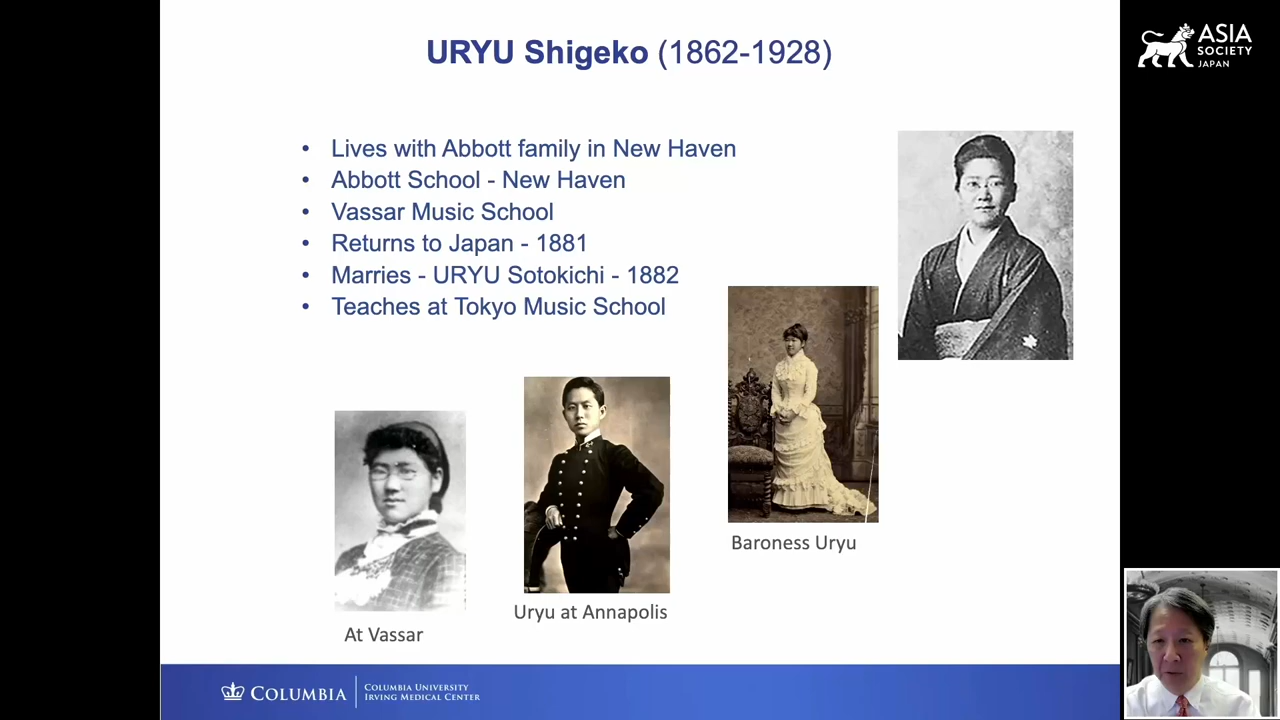 URYU Shigeko (1862-1928)
ASIA
SOCIETY
JAPAN
• Lives with Abbott family in New Haven
• Abbott School - New Haven
• Vassar Music School
• Returns to Japan - 1881
• Marries - URYU Sotokichi - 1882
• Teaches at Tokyo Music School
Baroness Uryu
Uryu at Annapolis
At Vassar
COLUMBIA
COLUMBIA UNIVERSITY
IRVING MEDICAL CENTER